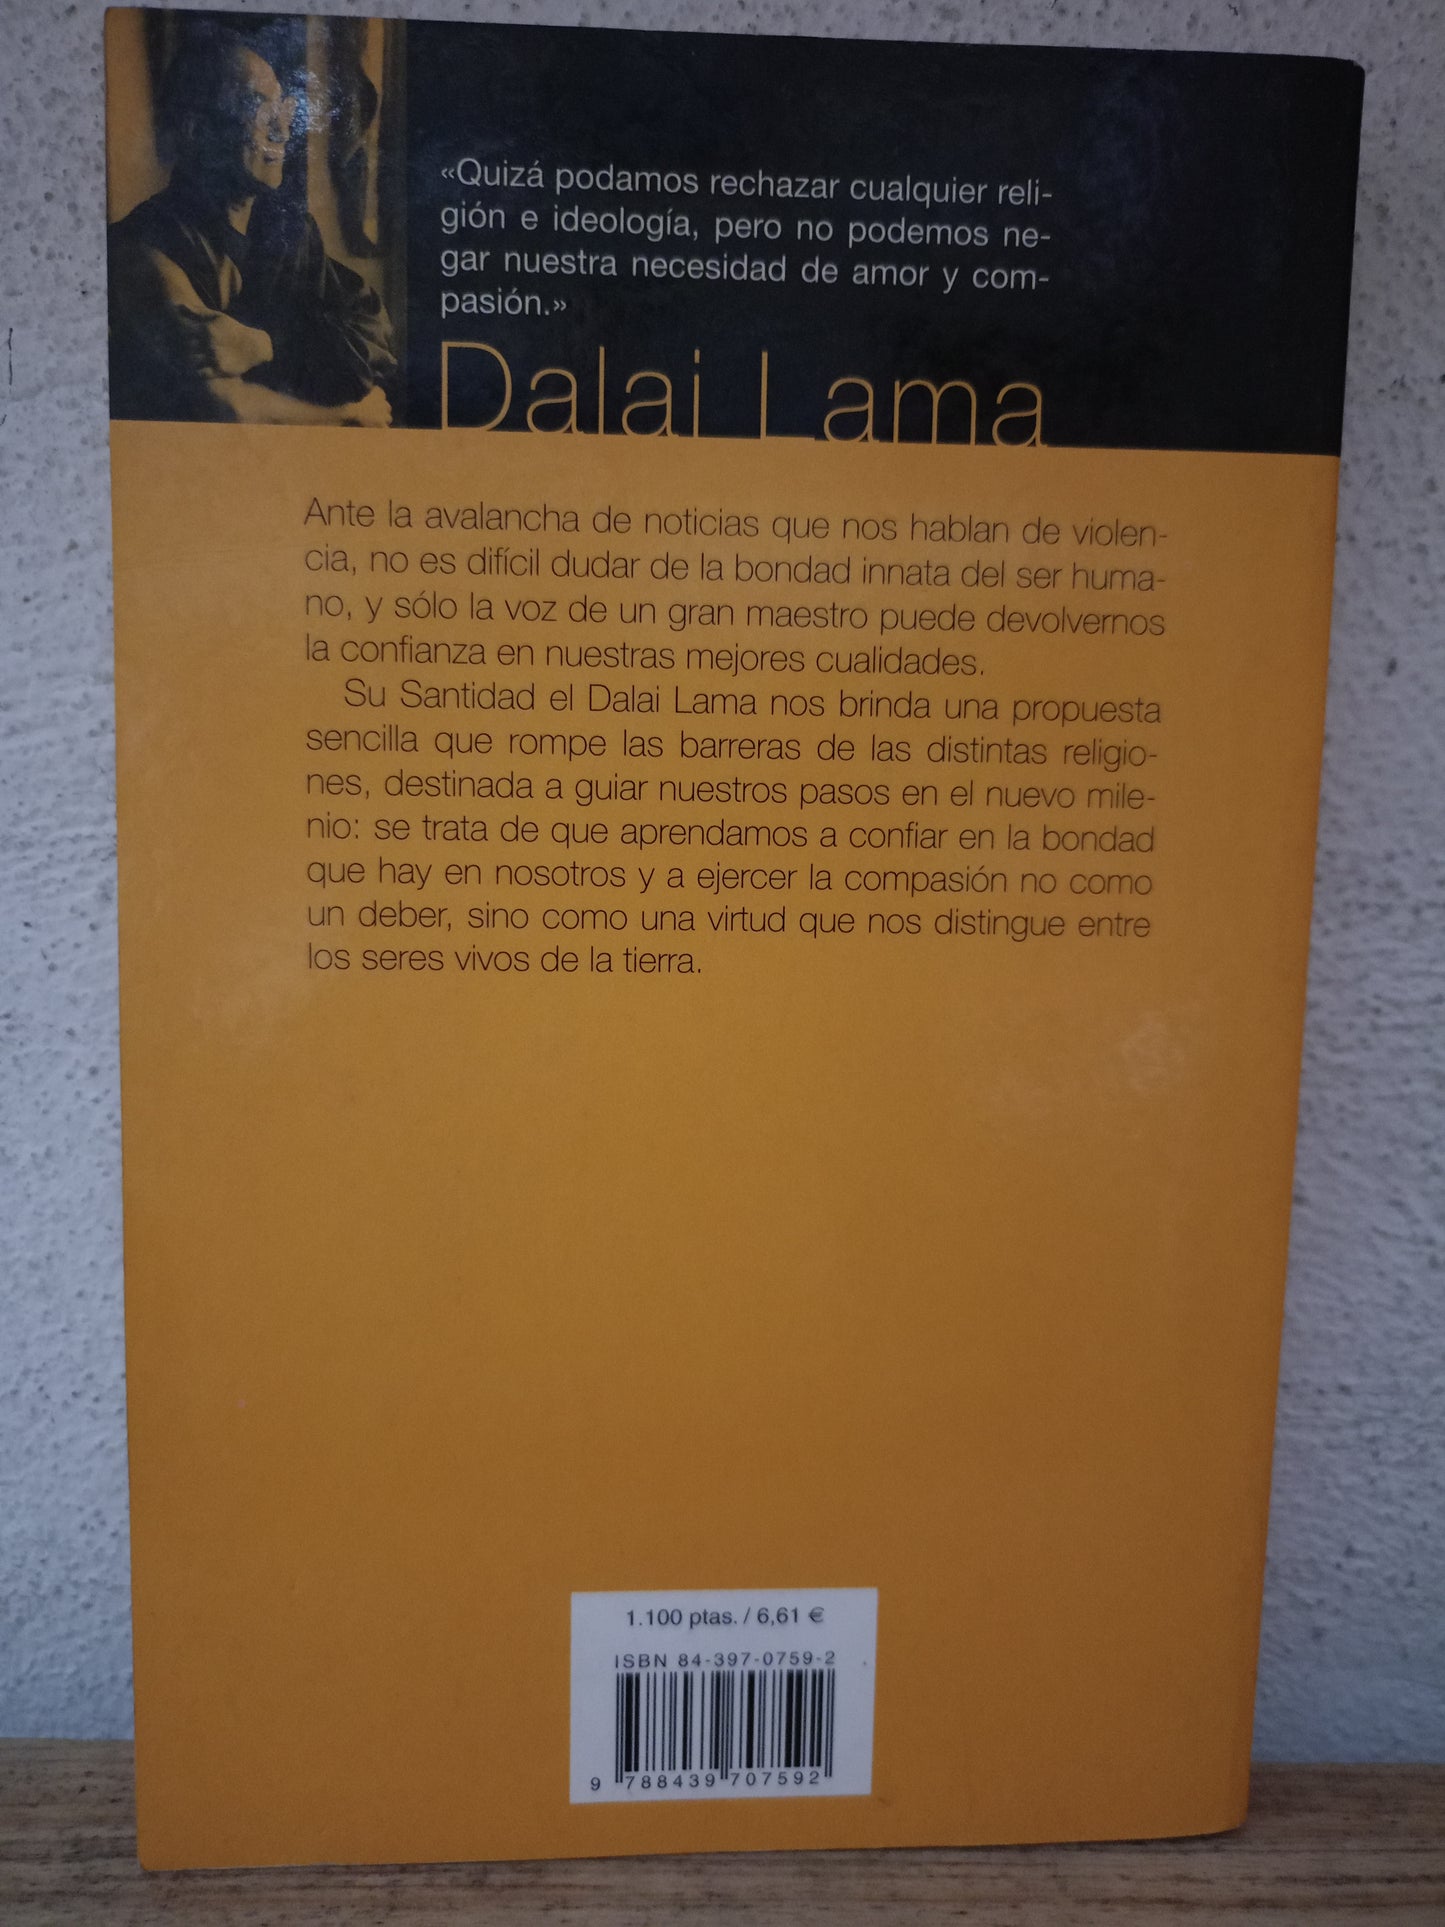 «Quizá podamos rechazar cualquier reli-
gión e ideología, pero no podemos ne-
gar nuestra necesidad de amor y com-
pasión.»
Dalai Lama
Ante la avalancha de noticias que nos hablan de violen-
cia, no es difícil dudar de la bondad innata del ser huma-
no, y sólo la voz de un gran maestro puede devolvernos
la confianza en nuestras mejores cualidades.
Su Santidad el Dalai Lama nos brinda una propuesta
sencilla que rompe las barreras de las distintas religio-
nes, destinada a guiar nuestros pasos en el nuevo mile-
nio: se trata de que aprendamos a confiar en la bondad
que hay en nosotros y a ejercer la compasión no como
un deber, sino como una virtud que nos distingue entre
los seres vivos de la tierra.
1.100 ptas. / 6,61 €
ISBN 84-397-0759-2
9 788439 707592